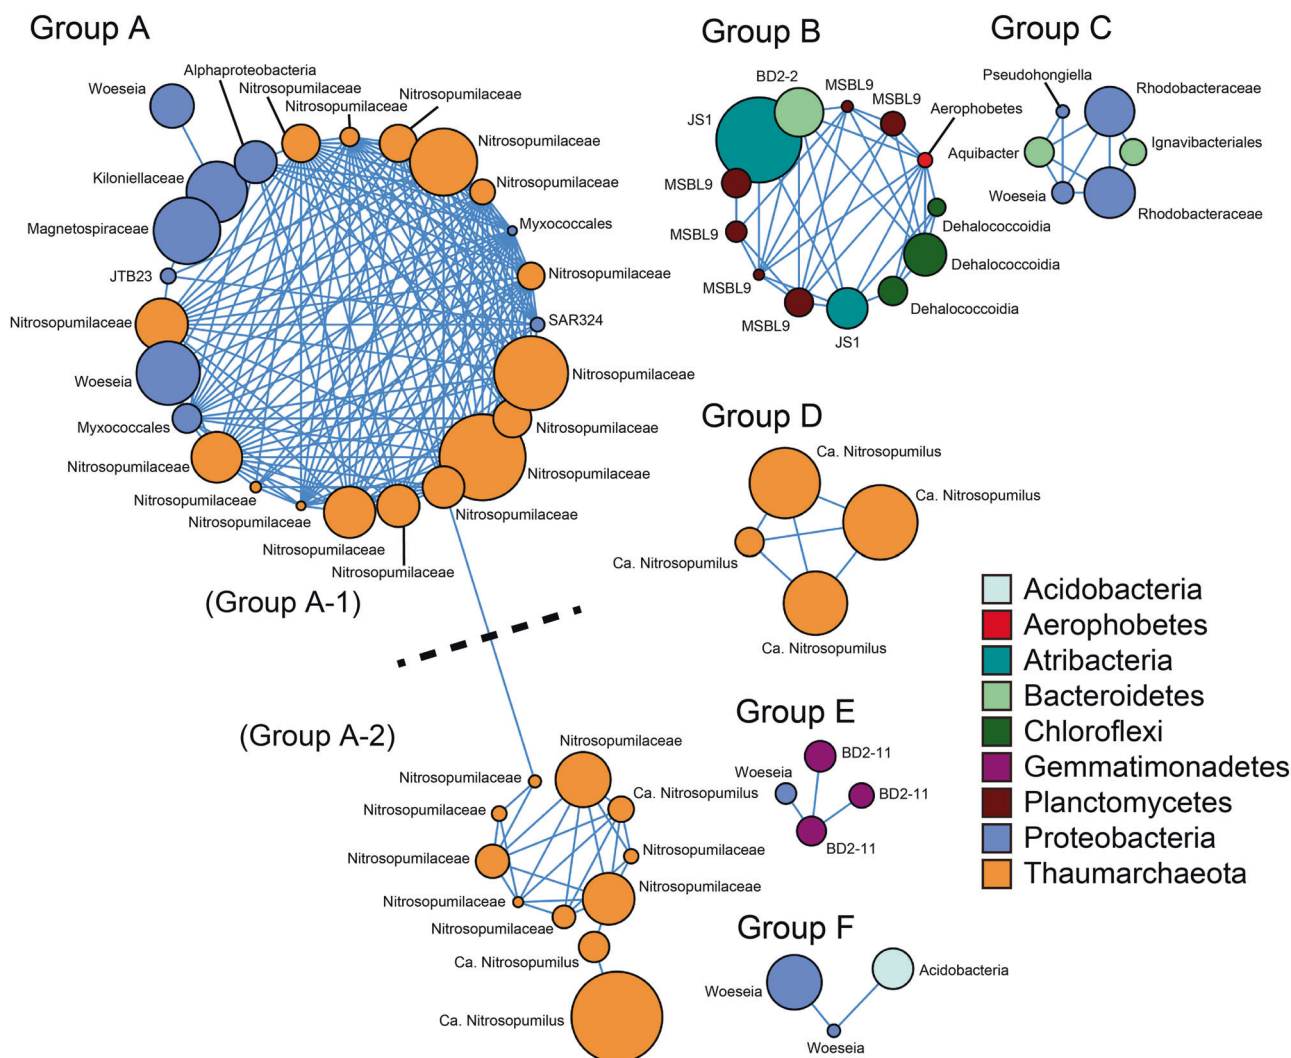 Group A
Woeseia
Alphaproteobacteria
Nitrosopumilaceae
Nitrosopumilaceae
Nitrosopumilaceae
Nitrosopumilaceae
Nitrosopumilaceae
Myxococcales
Nitrosopumilaceae
SAR324
Nitrosopumilaceae
Nitrosopumilaceae
Nitrosopumilaceae
Nitrosopumilaceae
Nitrosopumilaceae
Nitrosopumilaceae
Nitrosopumilaceae
Nitrosopumilaceae
Nitrosopumilaceae
Myxococcales
Woeseia
Nitrosopumilaceae
JTB23
Magnetospiraceae
Kiloniellaceae
(Group A-1)
(Group A-2)
Nitrosopumilaceae
Nitrosopumilaceae
Ca. Nitrosopumilus
Nitrosopumilaceae
Nitrosopumilaceae
Nitrosopumilaceae
Nitrosopumilaceae
Nitrosopumilaceae
Nitrosopumilaceae
Ca. Nitrosopumilus
Ca. Nitrosopumilus
Group B
BD2-2
MSBL9
MSBL9
Aerophobetes
JS1
MSBL9
Dehalococcoidia
MSBL9
Dehalococcoidia
MSBL9
Dehalococcoidia
MSBL9
JS1
Group C
Pseudohongiella
Rhodobacteraceae
Aquibacter
Ignavibacteriales
Woeseia
Rhodobacteraceae
Group D
Ca. Nitrosopumilus
Ca. Nitrosopumilus
Ca. Nitrosopumilus
Ca. Nitrosopumilus
Group E
BD2-11
Woeseia
BD2-11
BD2-11
Group F
Woeseia
Acidobacteria
Woeseia
Acidobacteria
Aerophobetes
Atribacteria
Bacteroidetes
Chloroflexi
Gemmatimonadetes
Planctomycetes
Proteobacteria
Thaumarchaeota